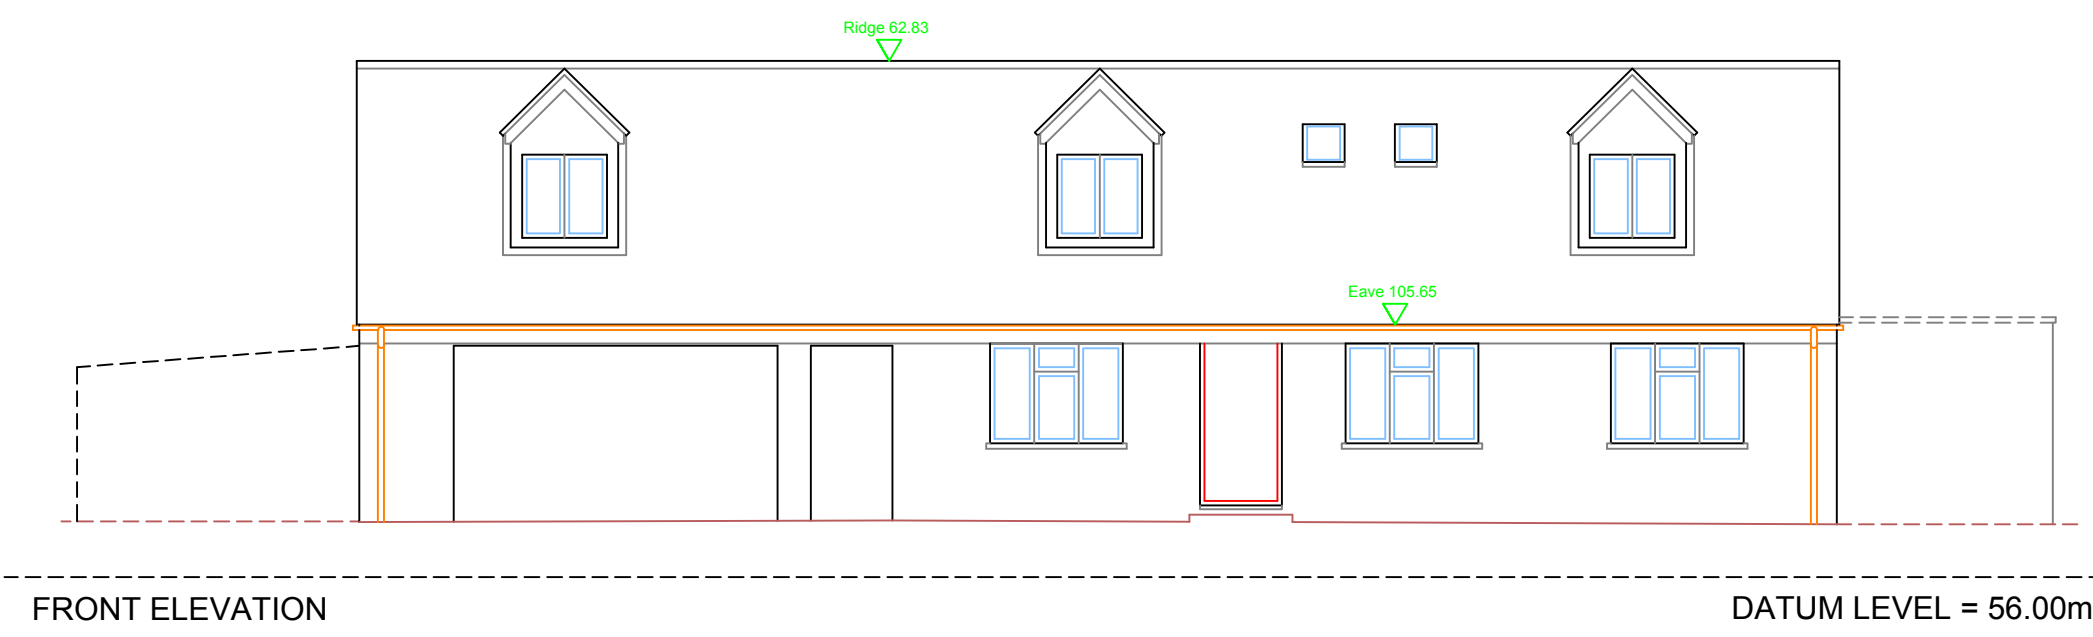 Ridge 62.83
Eave 105.65
FRONT ELEVATION
DATUM LEVEL = 56.00m